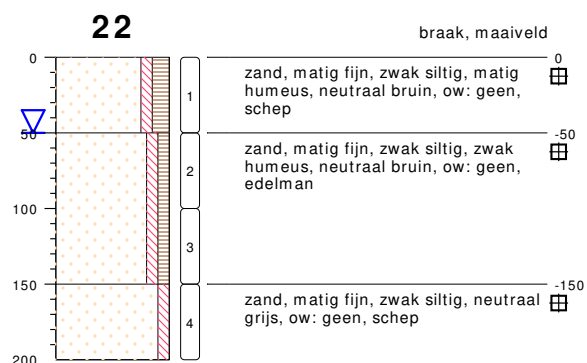 22
braak, maaiveld
0
0
zand, matig fijn, zwak siltig, matig
humeus, neutraal bruin, ow: geen,
schep
1
50
-50
zand, matig fijn, zwak siltig, zwak
humeus, neutraal bruin, ow: geen,
edelman
2
100
3
150
-150
zand, matig fijn, zwak siltig, neutraal
grijs, ow: geen, schep
4
200